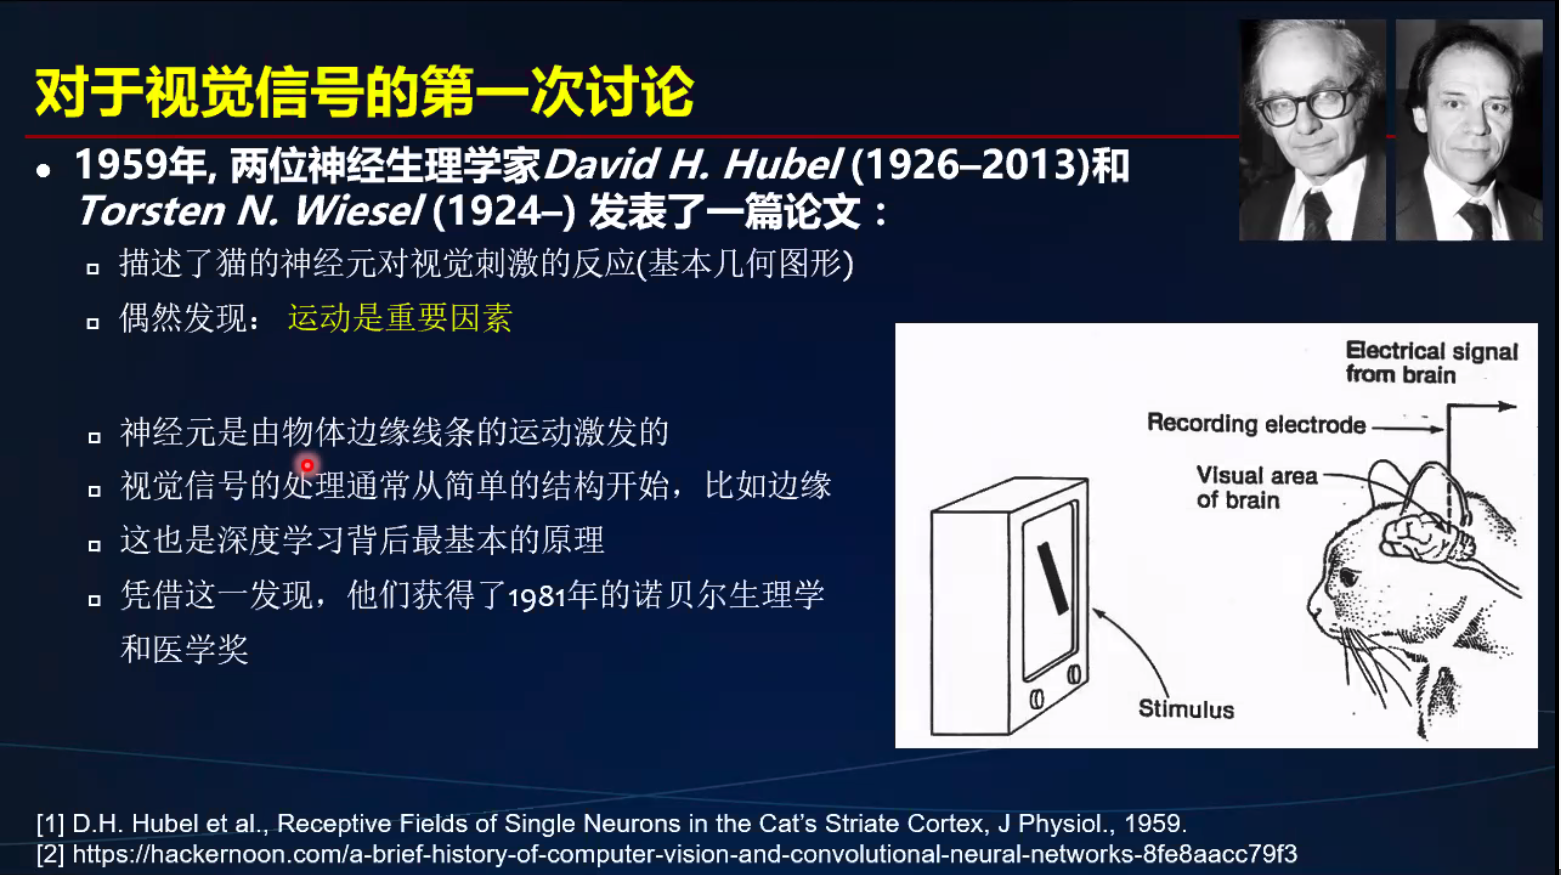 对于视觉信号的第一次讨论
• 1959年, 两位神经生理学家David H. Hubel (1926–2013)和
Torsten N. Wiesel (1924–) 发表了一篇论文：
描述了猫的神经元对视觉刺激的反应(基本几何图形)
偶然发现： 运动是重要因素
神经元是由物体边缘线条的运动激发的
视觉信号的处理通常从简单的结构开始，比如边缘
这也是深度学习背后最基本的原理
凭借这一发现，他们获得了1981年的诺贝尔生理学
和医学奖
Electrical signal
from brain
Recording electrode
Visual area
of brain
Stimulus
[1] D.H. Hubel et al., Receptive Fields of Single Neurons in the Cat’s Striate Cortex, J Physiol., 1959.
[2] https://hackernoon.com/a-brief-history-of-computer-vision-and-convolutional-neural-networks-8fe8aacc79f3